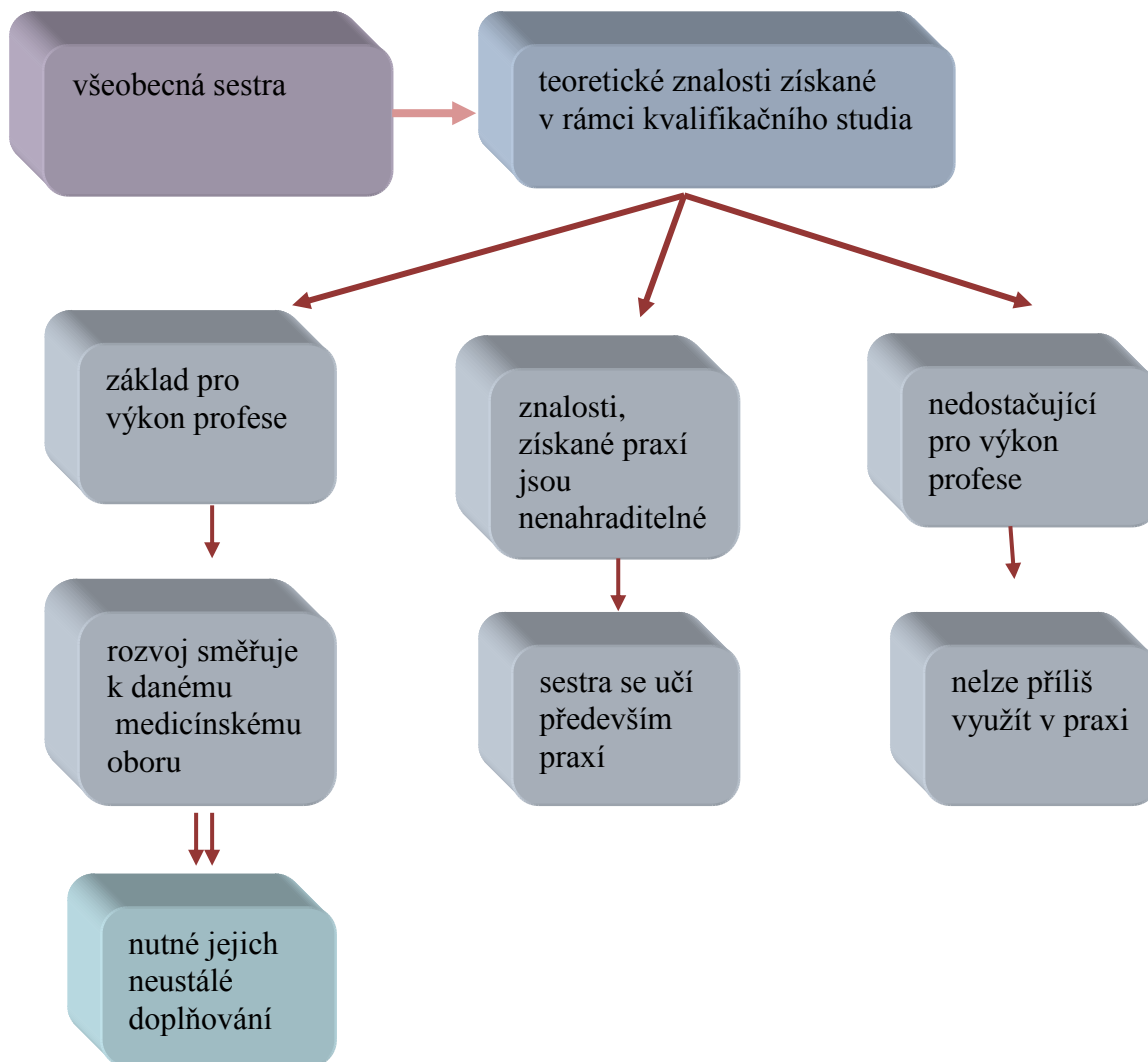 všeobecná sestra
teoretické znalosti získané
v rámci kvalifikačního studia
základ pro
výkon profese
znalosti,
získané praxí
jsou
nenahraditelné
nedostačující
pro výkon
profese
rozvoj směřuje
k danému
medicínskému
oboru
sestra se učí
především
praxí
nelze příliš
využít v praxi
nutné jejich
neustálé
doplňování